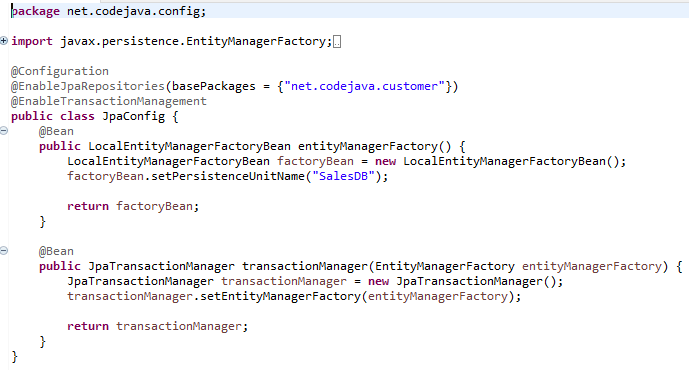 package net.codejava.config;
import javax.persistence.EntityManagerFactory;
@Configuration
@EnableJpaRepositories(basePackages = {"net.codejava.customer"})
@EnableTransactionManagement
public class JpaConfig {
    @Bean
    public LocalEntityManagerFactoryBean entityManagerFactory() {
        LocalEntityManagerFactoryBean factoryBean = new LocalEntityManagerFactoryBean();
        factoryBean.setPersistenceUnitName("SalesDB");
        return factoryBean;
    }
    @Bean
    public JpaTransactionManager transactionManager(EntityManagerFactory entityManagerFactory) {
        JpaTransactionManager transactionManager = new JpaTransactionManager();
        transactionManager.setEntityManagerFactory(entityManagerFactory);
        return transactionManager;
    }
}